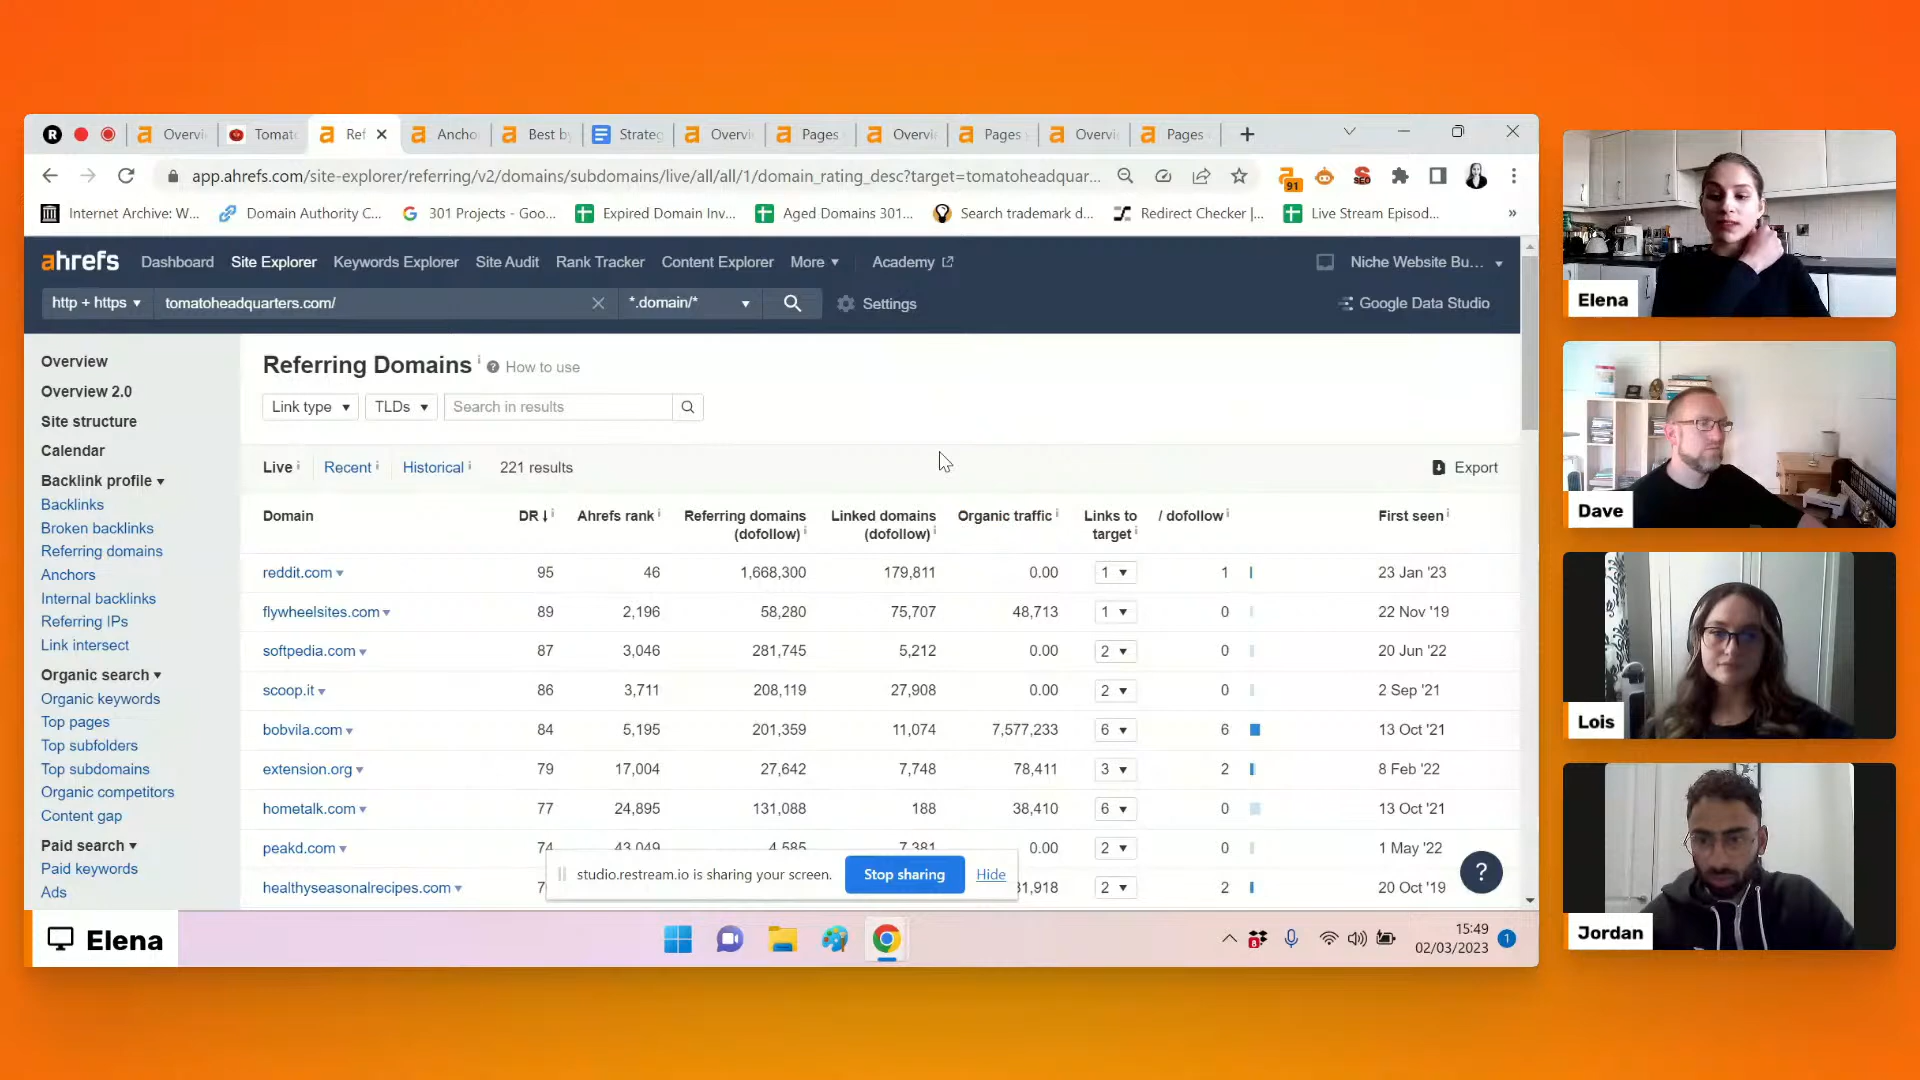 Overvi
Tomato
Ref
Ancho
Best by
Strateg
Overvi
Pages
Overvi
Pages
Overvi
Pages
app.ahrefs.com/site-explorer/referring/v2/domains/subdomains/live/all/all/1/domain_rating_desc?target=tomatoheadquar...
91
SEO
Internet Archive: W...
Domain Authority C...
301 Projects - Goo...
Expired Domain Inv...
Aged Domains 301...
Search trademark d...
Redirect Checker |...
Live Stream Episod...
»
ahrefs
Dashboard
Site Explorer
Keywords Explorer
Site Audit
Rank Tracker
Content Explorer
More
Academy
Niche Website Bu...
http + https
tomatoheadquarters.com/
*.domain/*
Settings
Google Data Studio
Overview
Overview 2.0
Site structure
Calendar
Backlink profile
Backlinks
Broken backlinks
Referring domains
Anchors
Internal backlinks
Referring IPs
Link intersect
Organic search
Organic keywords
Top pages
Top subfolders
Top subdomains
Organic competitors
Content gap
Paid search
Paid keywords
Ads
Referring Domains i ? How to use
Link type TLDs Search in results
Live i Recent i Historical i 221 results Export
Domain DR ↓ i Ahrefs rank i Referring domains (dofollow) i Linked domains (dofollow) i Organic traffic i Links to target i / dofollow i First seen i
reddit.com 95 46 1,668,300 179,811 0.00 1 1 23 Jan '23
flywheelsites.com 89 2,196 58,280 75,707 48,713 1 0 22 Nov '19
softpedia.com 87 3,046 281,745 5,212 0.00 2 0 20 Jun '22
scoop.it 86 3,711 208,119 27,908 0.00 2 0 2 Sep '21
bobvila.com 84 5,195 201,359 11,074 7,577,233 6 6 13 Oct '21
extension.org 79 17,004 27,642 7,748 78,411 3 2 8 Feb '22
hometalk.com 77 24,895 131,088 188 38,410 6 0 13 Oct '21
peakd.com 74 43,049 4,585 7,381 0.00 2 0 1 May '22
healthyseasonalrecipes.com 2 2 20 Oct '19
studio.restream.io is sharing your screen. Stop sharing Hide
?
Elena
15:49
02/03/2023
1
Elena
Dave
Lois
Jordan